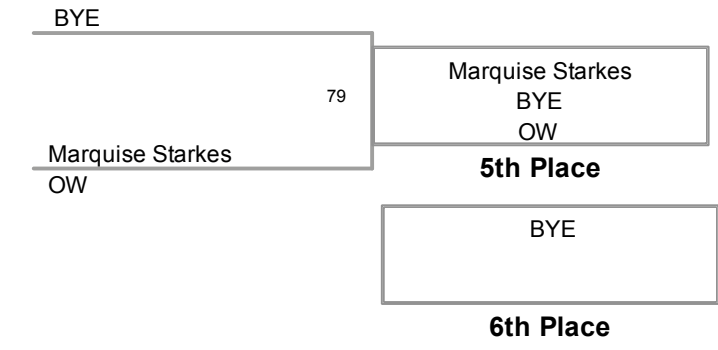 BYE
79
Marquise Starkes
OW
Marquise Starkes
BYE
OW
5th Place
BYE
6th Place